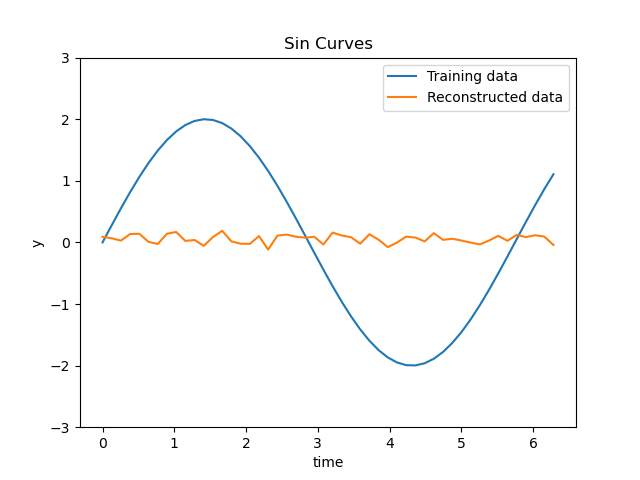 Sin Curves
Training data
Reconstructed data
3
2
1
0
−1
−2
−3
y
0
1
2
3
4
5
6
time